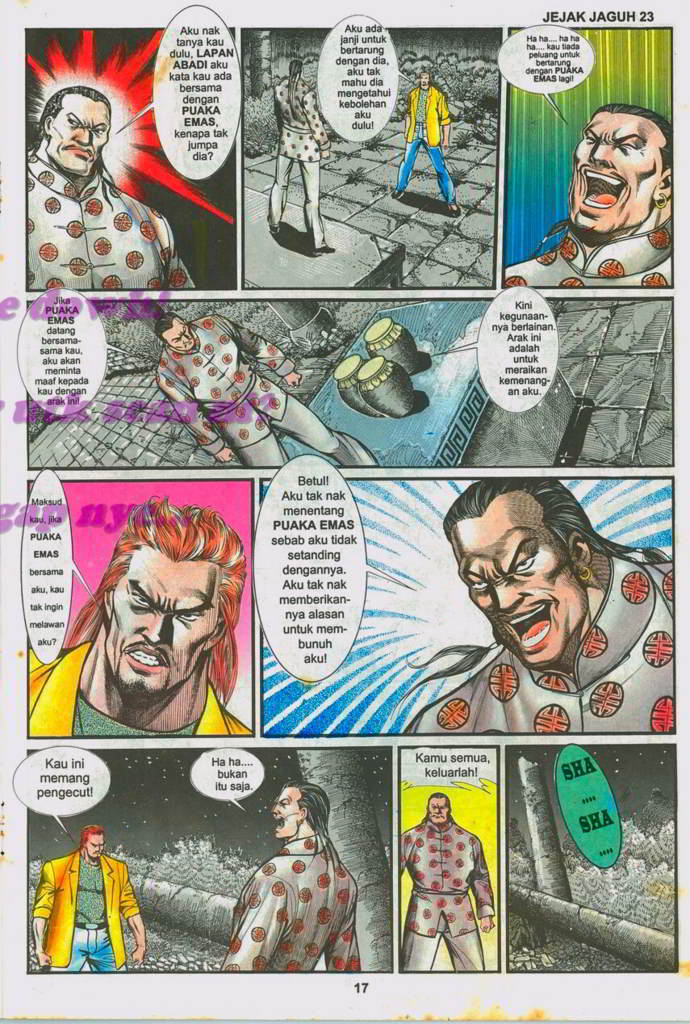 JEJAK JAGUH 23
Aku nak
tanya kau
dulu, LAPAN
ABADI aku
kata kau ada
bersama
dengan
PUAKA
EMAS,
kenapa tak
jumpa
dia?
Aku ada
janji untuk
bertarung
dengan dia,
aku tak
mahu dia
mengetahui
kebolehan
aku
dulu!
Ha ha.... ha ha
ha.... kau tiada
peluang untuk
bertarung
dengan PUAKA
EMAS lagi!
Jika
PUAKA
EMAS
datang
bersama-
sama kau,
aku akan
meminta
maaf kepada
kau dengan
arak ini!
Kini
kegunaan-
nya berlainan.
Arak ini
adalah
untuk
meraikan
kemenang-
an aku.
Maksud
kau, jika
PUAKA
EMAS
bersama
aku, kau
tak ingin
melawan
aku?
Betul!
Aku tak nak
menentang
PUAKA EMAS
sebab aku tidak
setanding
dengannya.
Aku tak nak
memberikan-
nya alasan
untuk mem-
bunuh
aku!
Kau ini
memang
pengecut!
Ha ha....
bukan
itu saja.
Kamu semua,
keluarlah!
SHA
....
SHA
....
17